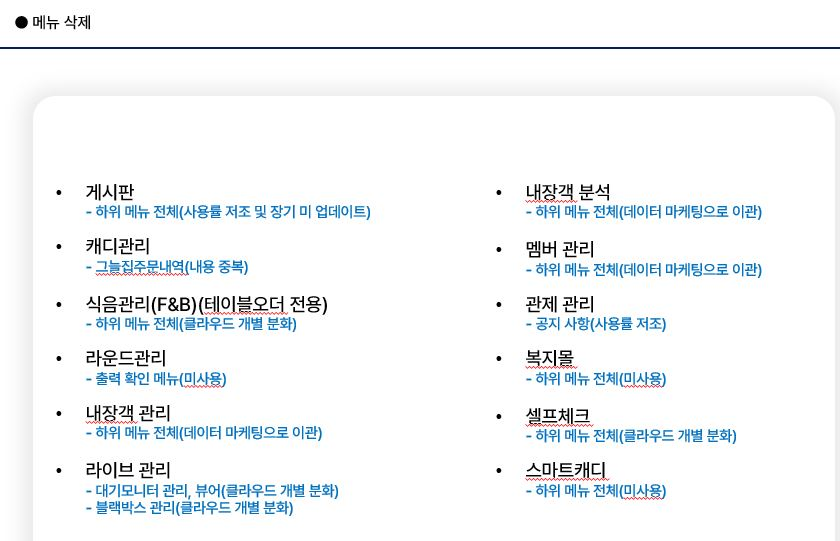 ● 메뉴 삭제
• 게시판
- 하위 메뉴 전체(사용률 저조 및 장기 미 업데이트)
• 캐디관리
- 그늘집주문내역(내용 중복)
• 식음관리(F&B)(테이블오더 전용)
- 하위 메뉴 전체(클라우드 개별 분화)
• 라운드관리
- 출력 확인 메뉴(미사용)
• 내장객 관리
- 하위 메뉴 전체(데이터 마케팅으로 이관)
• 라이브 관리
- 대기모니터 관리, 뷰어(클라우드 개별 분화)
- 블랙박스 관리(클라우드 개별 분화)
• 내장객 분석
- 하위 메뉴 전체(데이터 마케팅으로 이관)
• 멤버 관리
- 하위 메뉴 전체(데이터 마케팅으로 이관)
• 관제 관리
- 공지 사항(사용률 저조)
• 복지몰
- 하위 메뉴 전체(미사용)
• 셀프체크
- 하위 메뉴 전체(클라우드 개별 분화)
• 스마트캐디
- 하위 메뉴 전체(미사용)